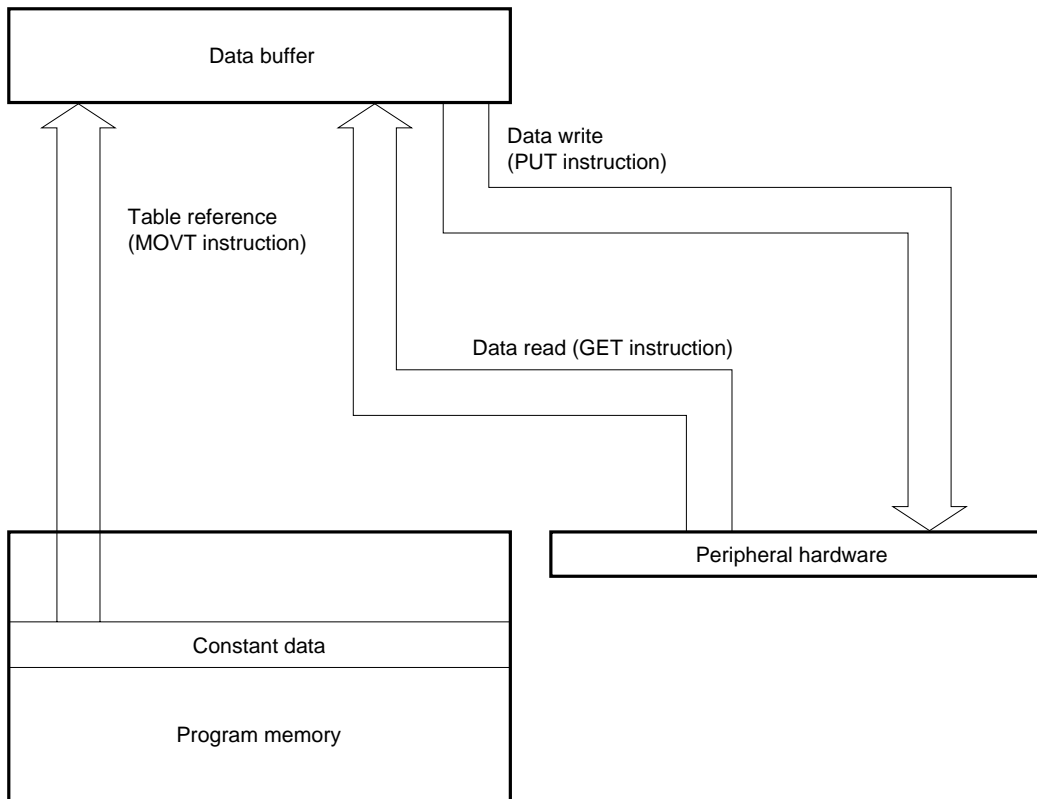 Data buffer
Data write
(PUT instruction)
Table reference
(MOVT instruction)
Data read (GET instruction)
Peripheral hardware
Constant data
Program memory